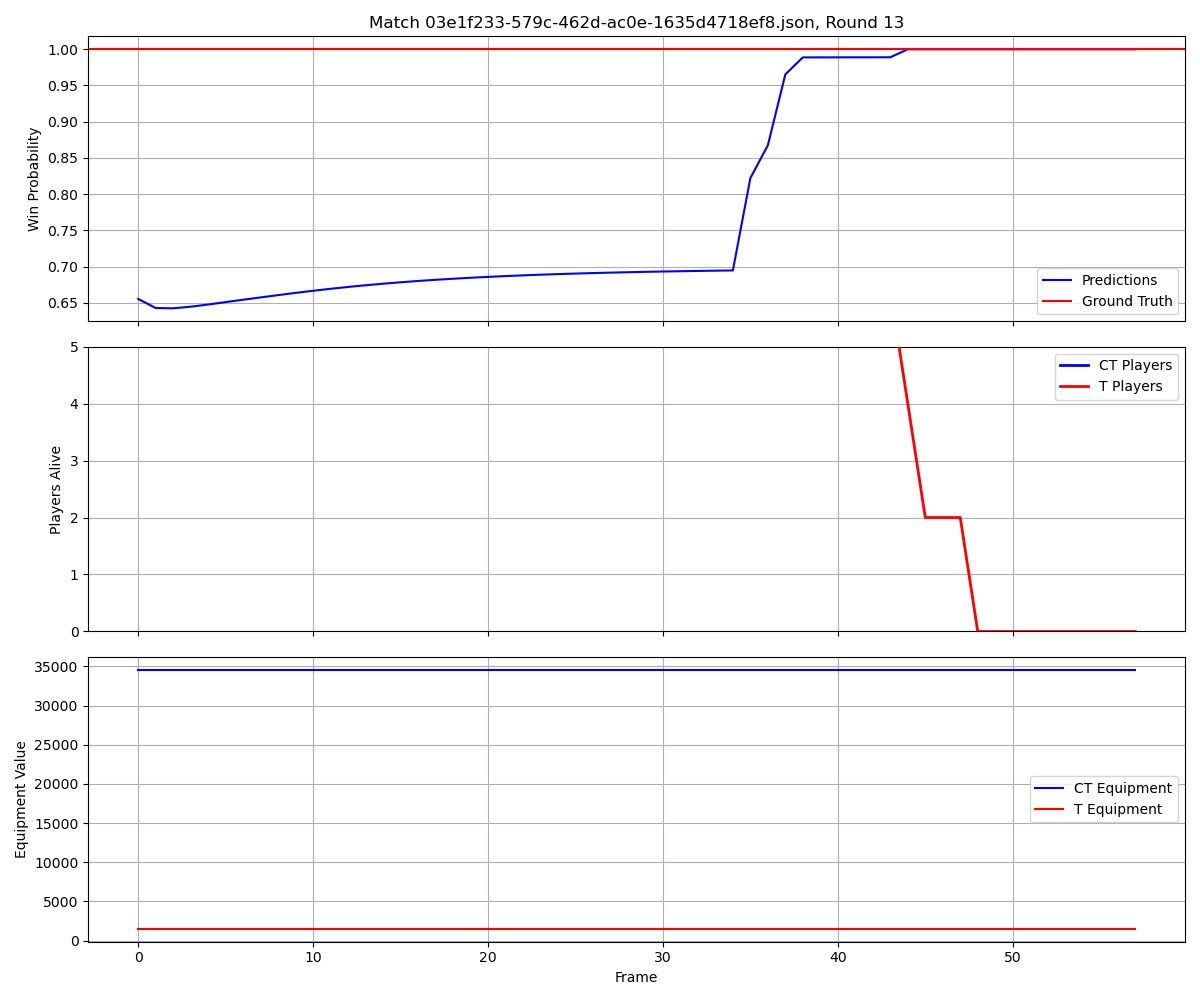 Match 03e1f233-579c-462d-ac0e-1635d4718ef8.json, Round 13
Win Probability
1.00
0.95
0.90
0.85
0.80
0.75
0.70
0.65
Predictions
Ground Truth
Players Alive
5
4
3
2
1
0
CT Players
T Players
Equipment Value
35000
30000
25000
20000
15000
10000
5000
0
CT Equipment
T Equipment
0 10 20 30 40 50
Frame